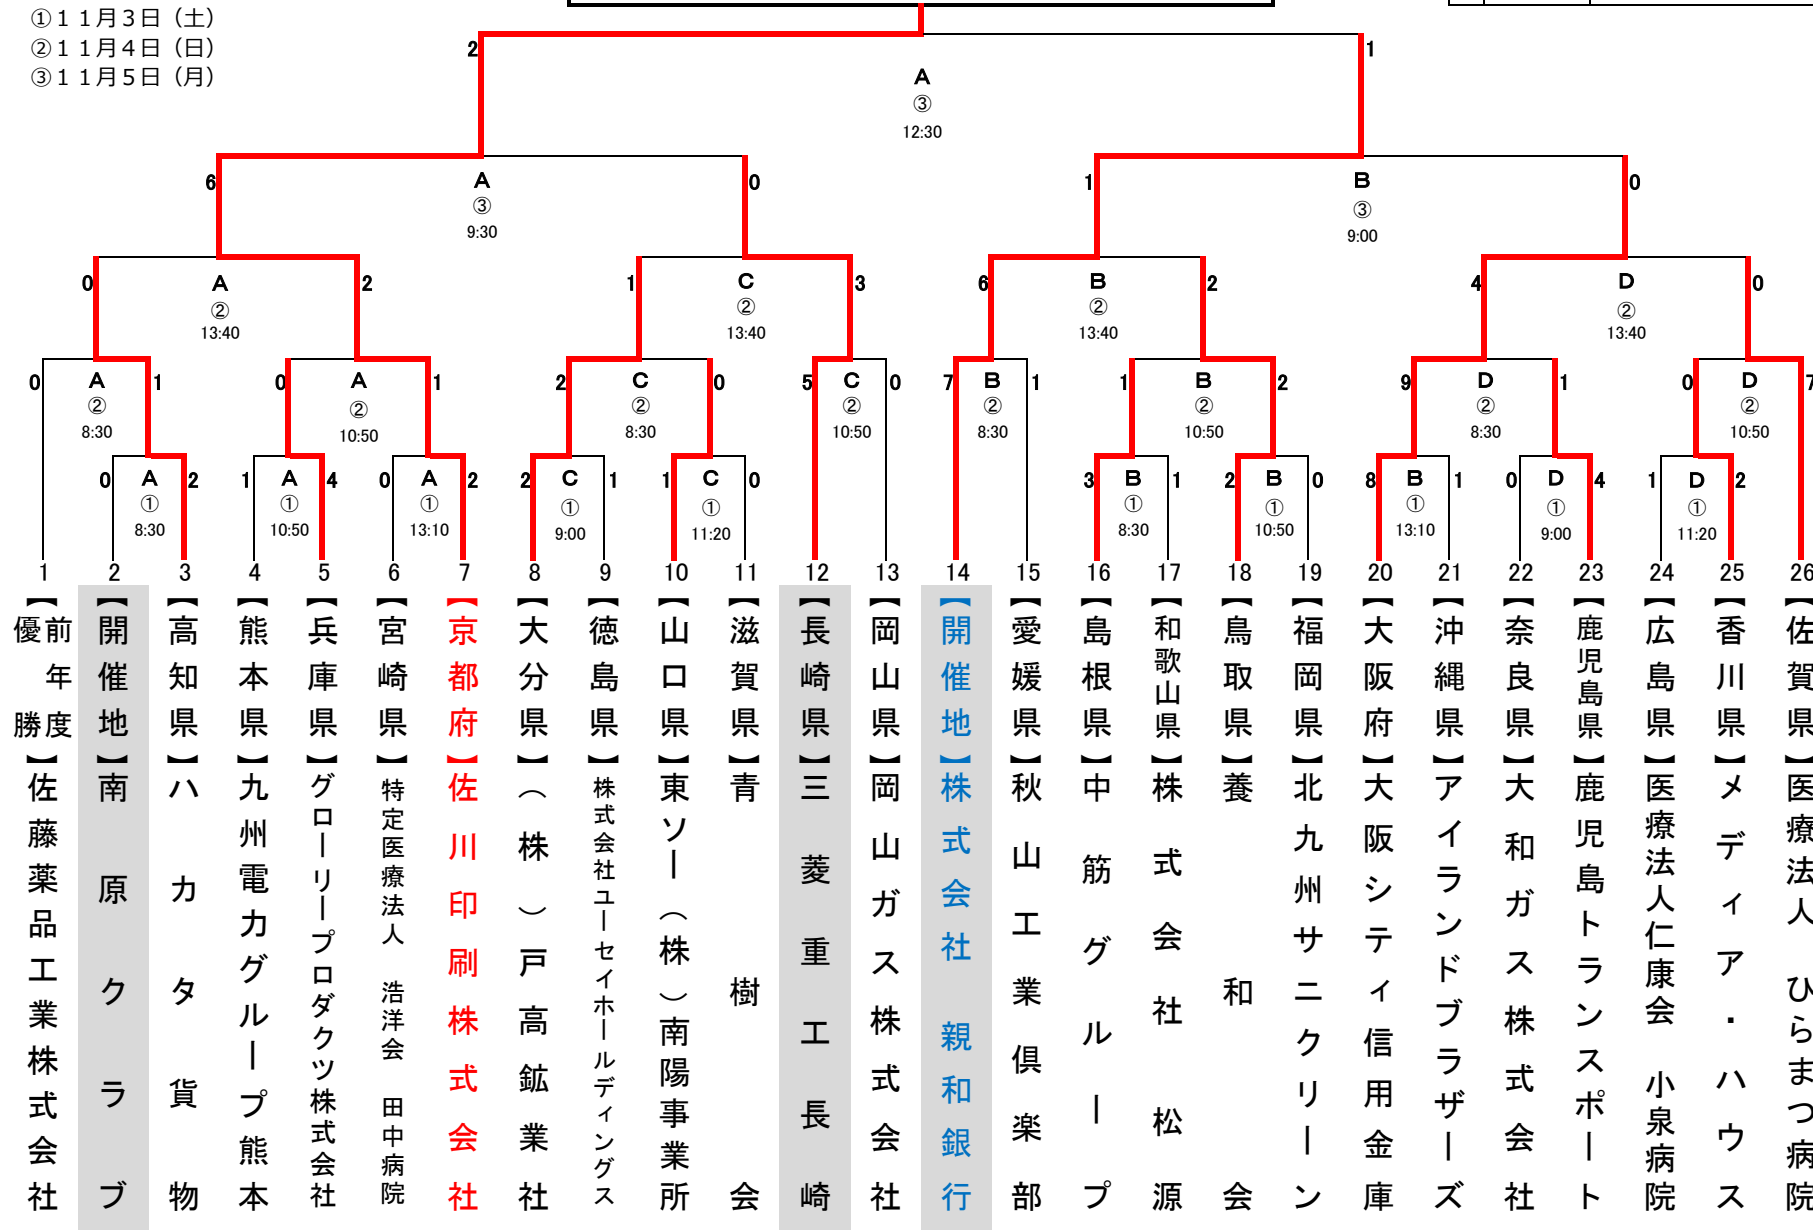 ①１１月３日（土）
②１１月４日（日）
③１１月５日（月）
2 1
A
③
12:30
6 A 0 1 B 0
③ ③
9:30 9:00
0 A 2 1 C 3 6 B 2 4 D 0
② ② ② ②
13:40 13:40 13:40 13:40
0 A 1 0 A 1 2 C 0 5 C 0 7 B 1 1 B 2 9 D 1 0 D 7
② ② ② ② ② ② ② ②
8:30 10:50 8:30 10:50 8:30 10:50 8:30 10:50
0 A 2 1 A 4 0 A 2 2 C 1 1 C 0 3 B 1 2 B 0 8 B 1 0 D 4 1 D 2
① ① ① ① ① ① ① ① ① ①
8:30 10:50 13:10 9:00 11:20 8:30 10:50 13:10 9:00 11:20
1 2 3 4 5 6 7 8 9 10 11 12 13 14 15 16 17 18 19 20 21 22 23 24 25 26
【前年度優勝】佐藤薬品工業株式会社
【開催地】南原クラブ
【高知県】ハカタ貨物
【熊本県】九州電力グループ熊本
【兵庫県】グローリープロダクツ株式会社
【宮崎県】特定医療法人　浩洋会　田中病院
【京都府】佐川印刷株式会社
【大分県】（株）戸高鉱業社
【徳島県】株式会社ユーセイホールディングス
【山口県】東ソー（株）南陽事業所
【滋賀県】青樹会
【長崎県】三菱重工長崎
【岡山県】岡山ガス株式会社
【開催地】株式会社　親和銀行
【愛媛県】秋山工業倶楽部
【島根県】中筋グループ
【和歌山県】株式会社松源
【鳥取県】養和会
【福岡県】北九州サニクリーン
【大阪府】大阪シティ信用金庫
【沖縄県】アイランドブラザーズ
【奈良県】大和ガス株式会社
【鹿児島県】鹿児島トランスポート
【広島県】医療法人仁康会　小泉病院
【香川県】メディア・ハウス
【佐賀県】医療法人　ひらまつ病院